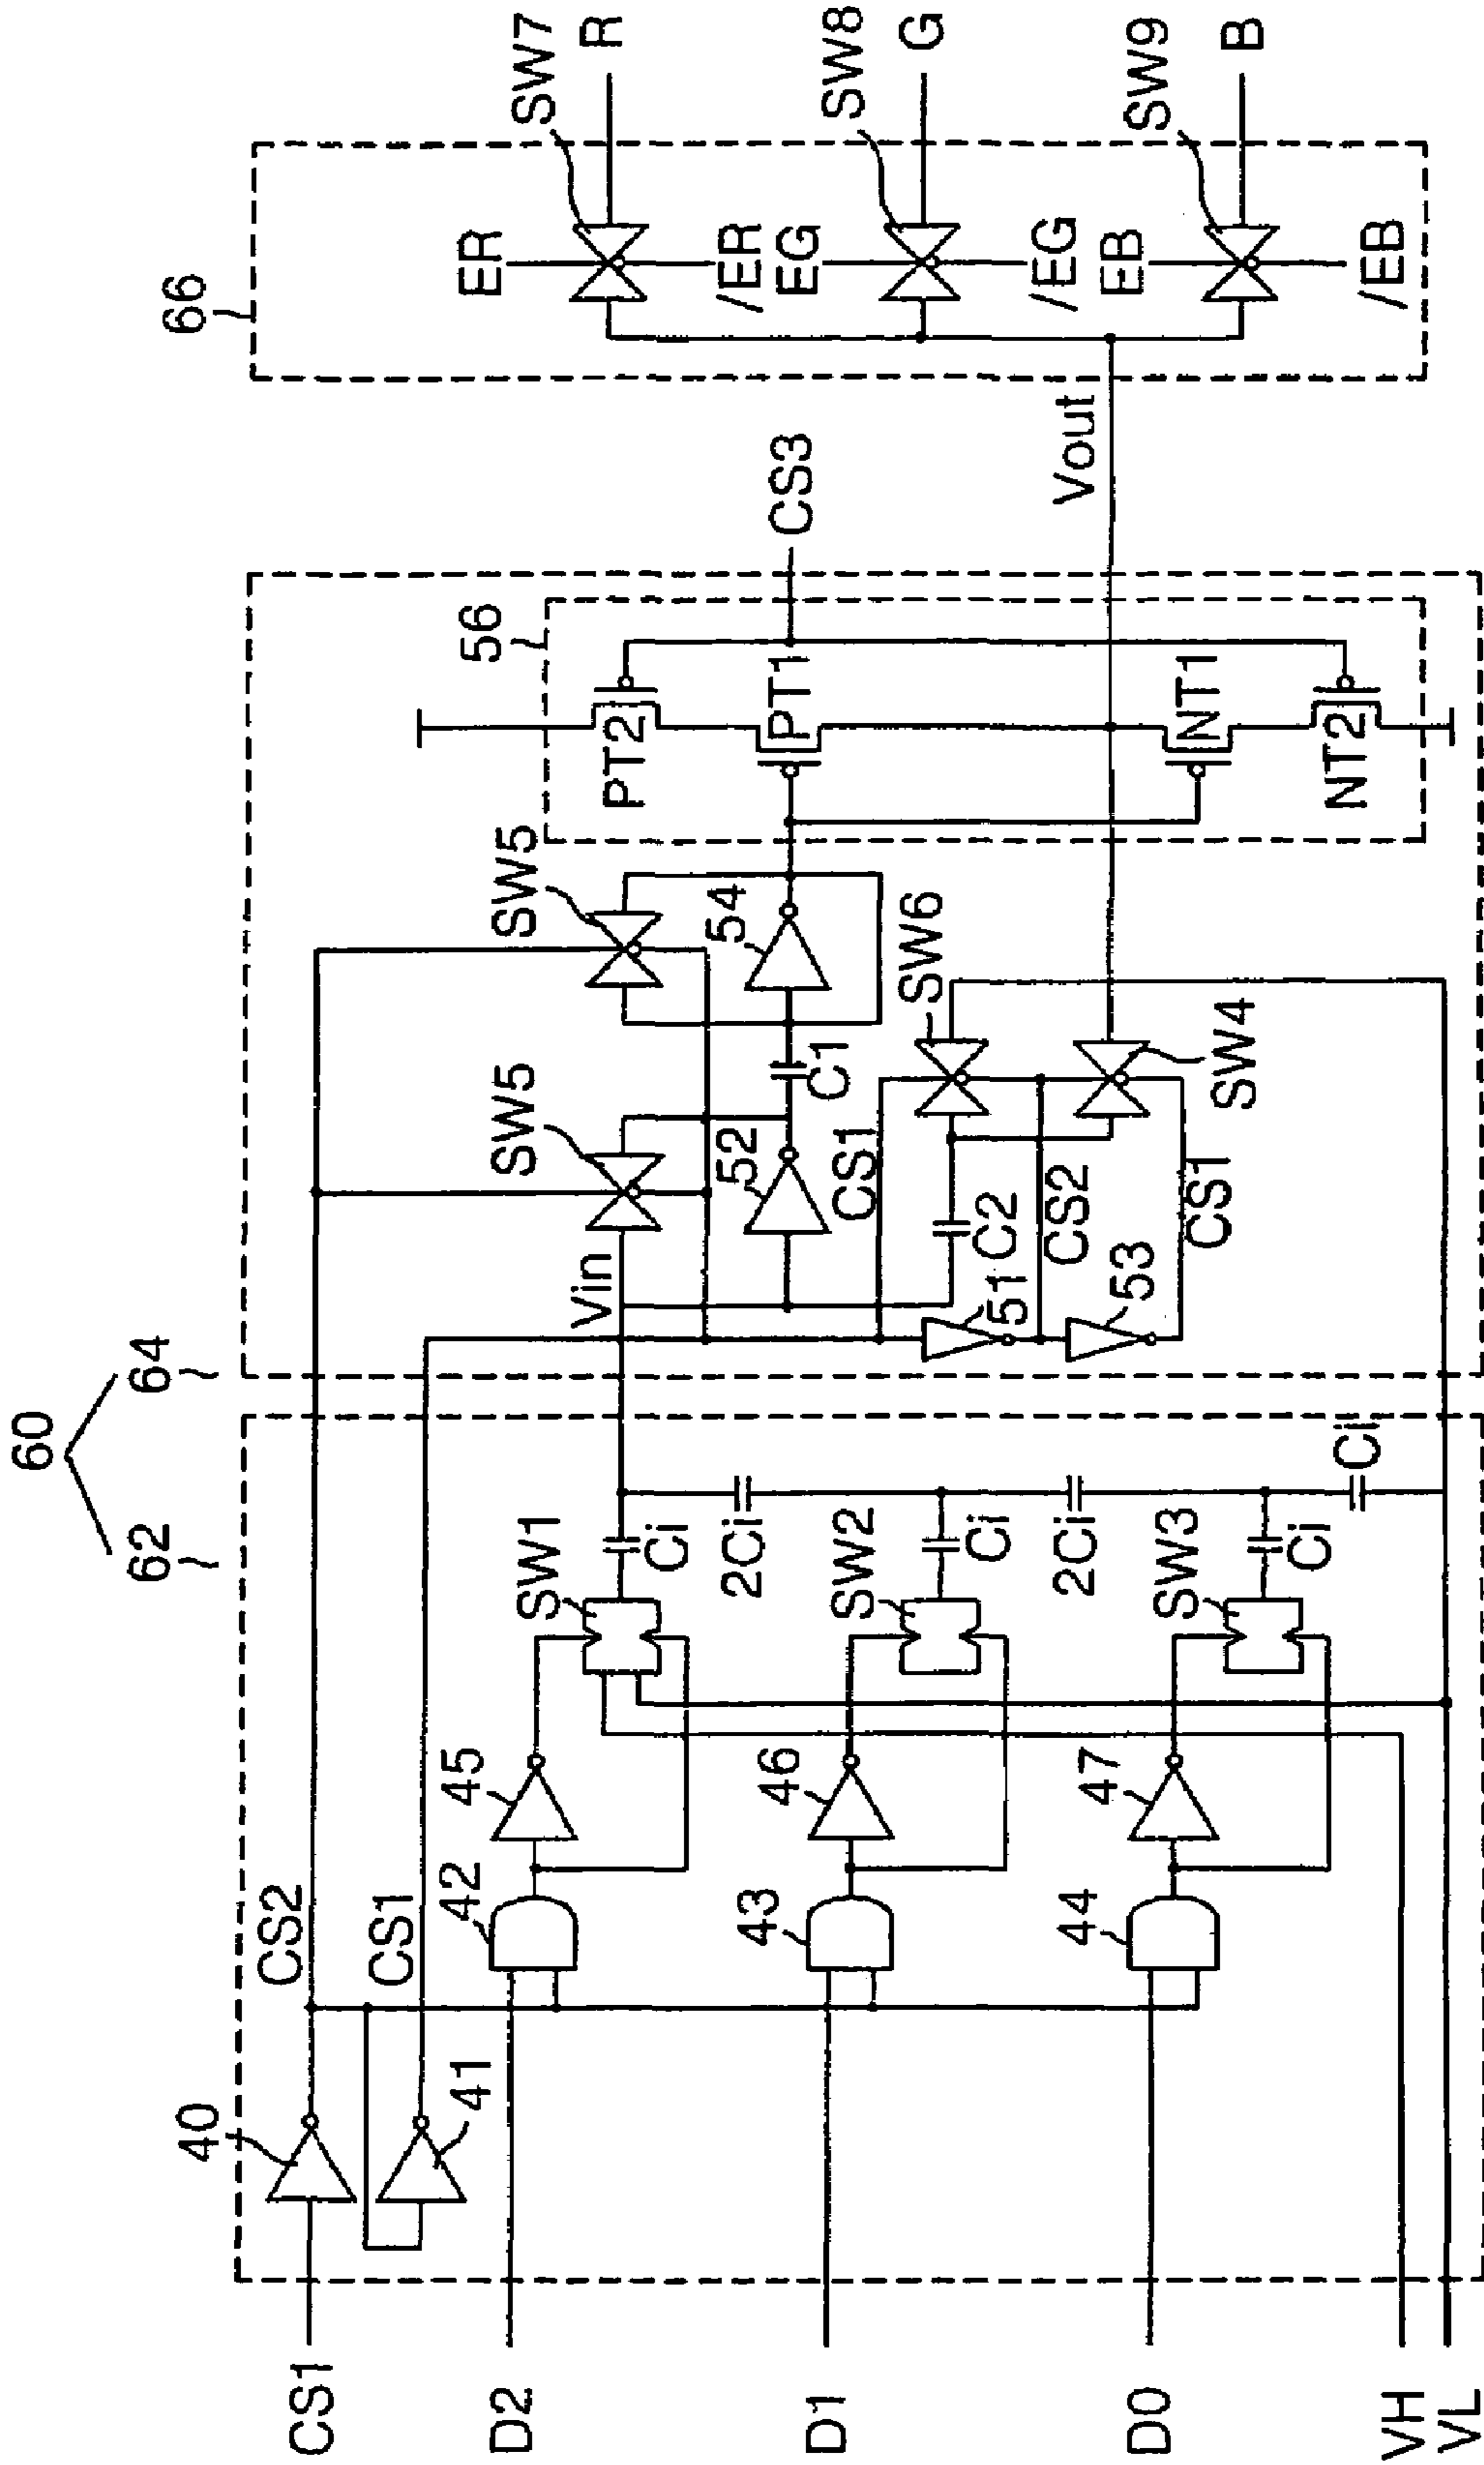 60
62
64
66
40
CS1
CS2
41
CS1
D2
42
45
SW1
Ci
2Ci
D1
43
46
SW2
Ci
2Ci
D0
44
47
SW3
Ci
Ci
VH
VL
Vin
SW5
SW5
52
C1
54
CS1
C2
SW6
51
CS2
53
CS1
SW4
56
PT2
PT1
NT1
NT2
CS3
Vout
ER
SW7
R
/ER
EG
SW8
G
/EG
EB
SW9
B
/EB